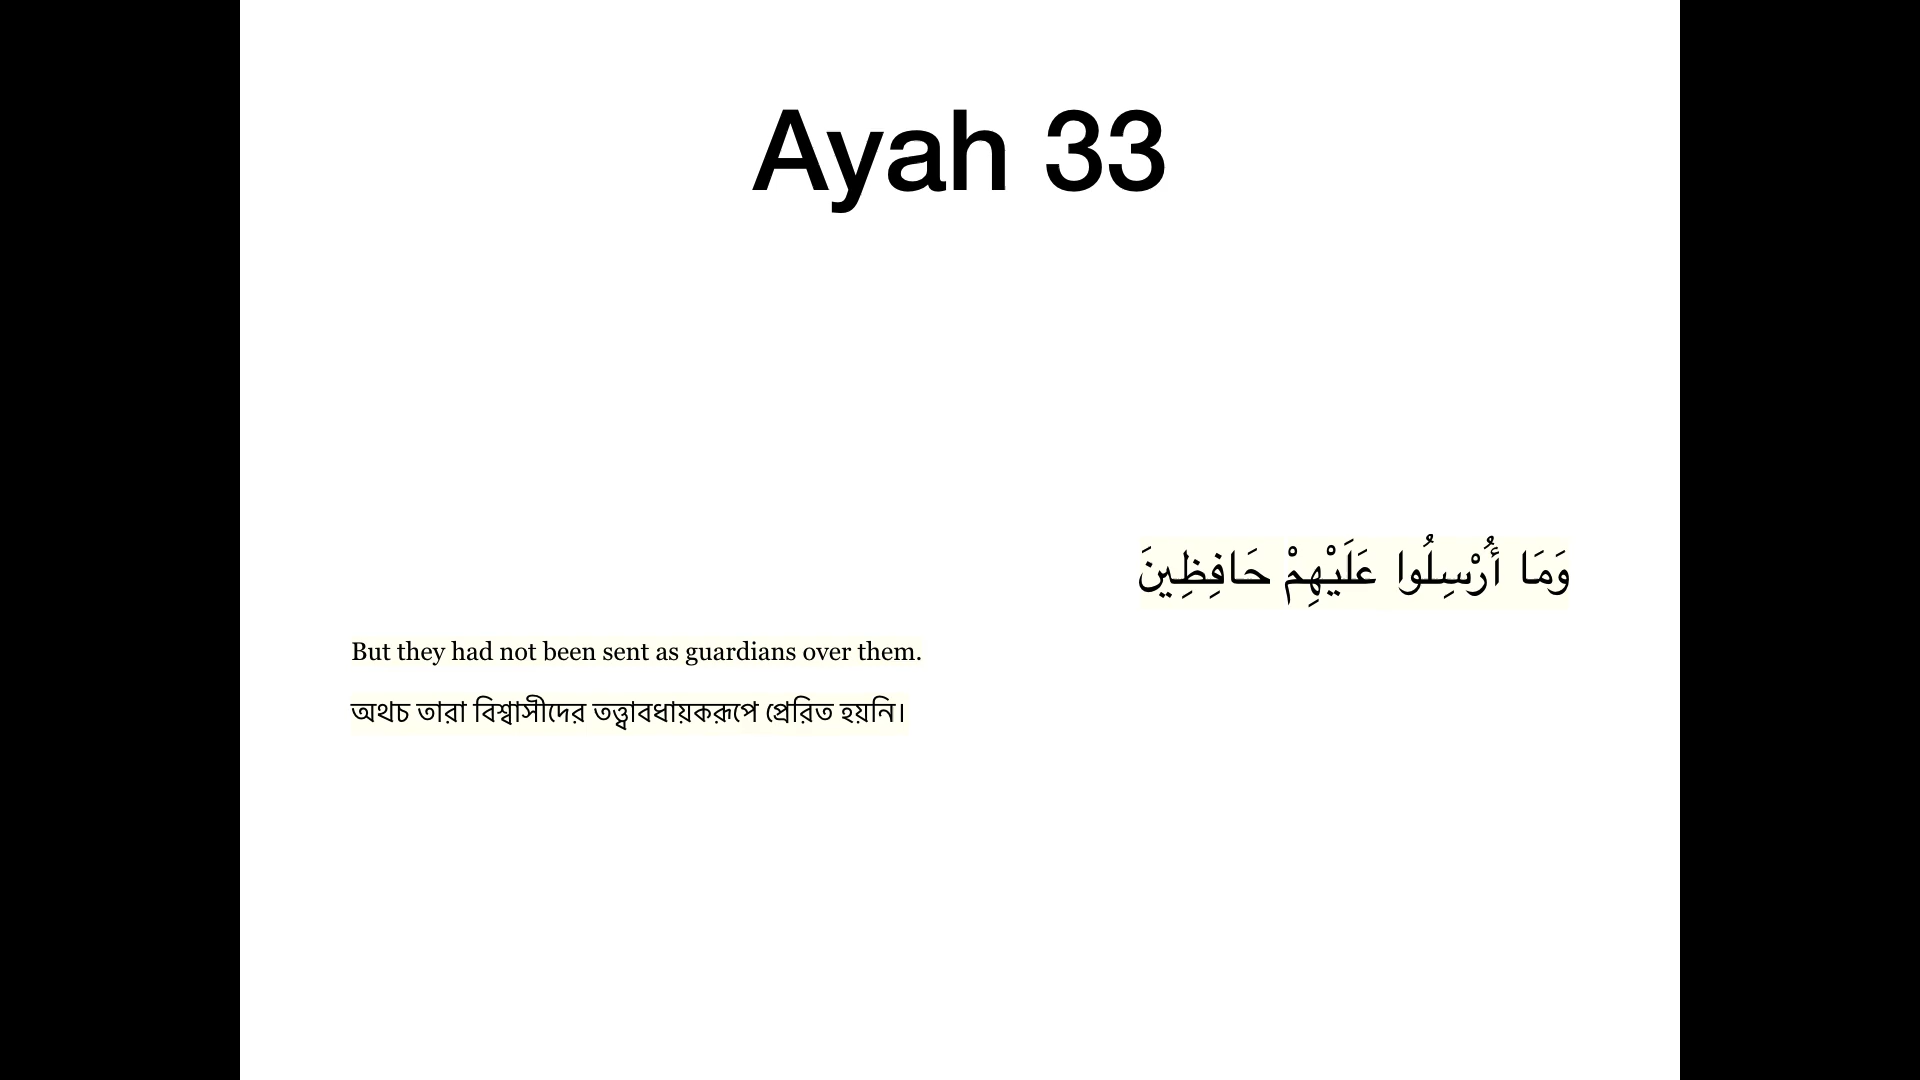 Ayah 33
وَمَا أُرْسِلُوا عَلَيْهِمْ حَافِظِينَ
But they had not been sent as guardians over them.
অথচ তারা বিশ্বাসীদের তত্ত্বাবধায়করূপে প্রেরিত হয়নি।